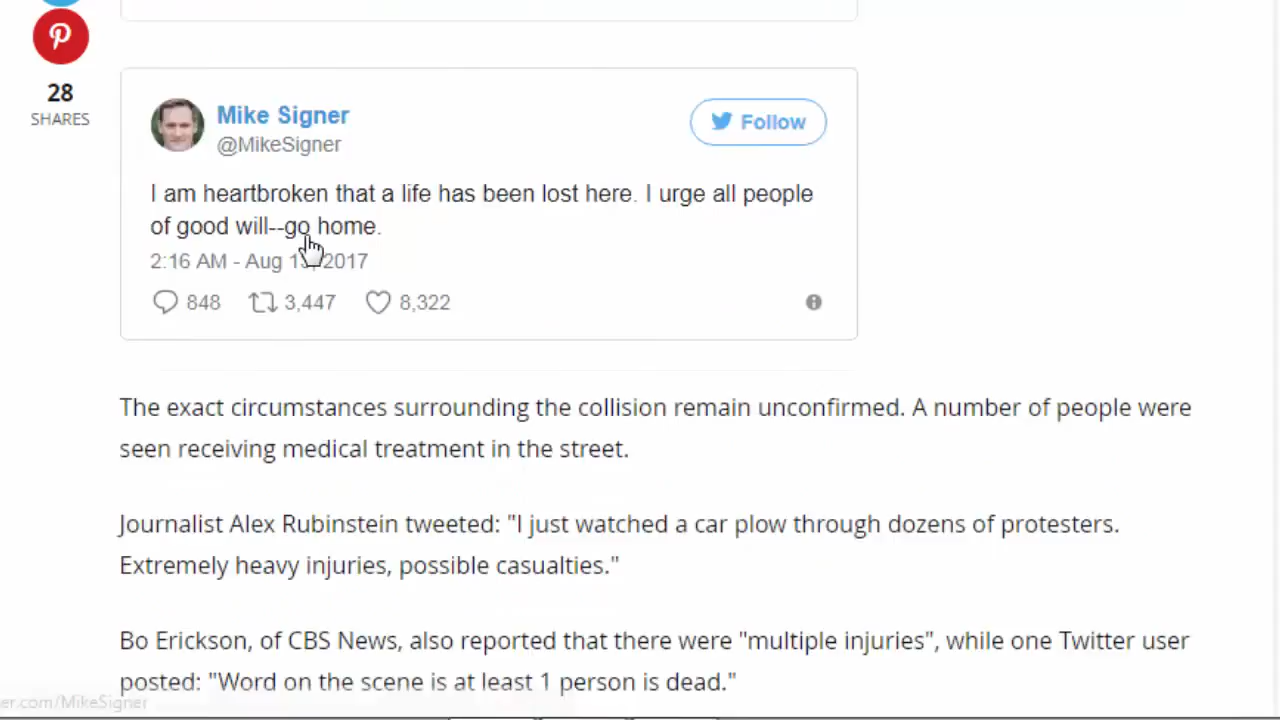 28
SHARES
Mike Signer
@MikeSigner
Follow
I am heartbroken that a life has been lost here. I urge all people
of good will--go home.
2:16 AM - Aug 2017
848 3,447 8,322
The exact circumstances surrounding the collision remain unconfirmed. A number of people were
seen receiving medical treatment in the street.
Journalist Alex Rubinstein tweeted: "I just watched a car plow through dozens of protesters.
Extremely heavy injuries, possible casualties."
Bo Erickson, of CBS News, also reported that there were "multiple injuries", while one Twitter user
posted: "Word on the scene is at least 1 person is dead."
er.com/MikeSigner